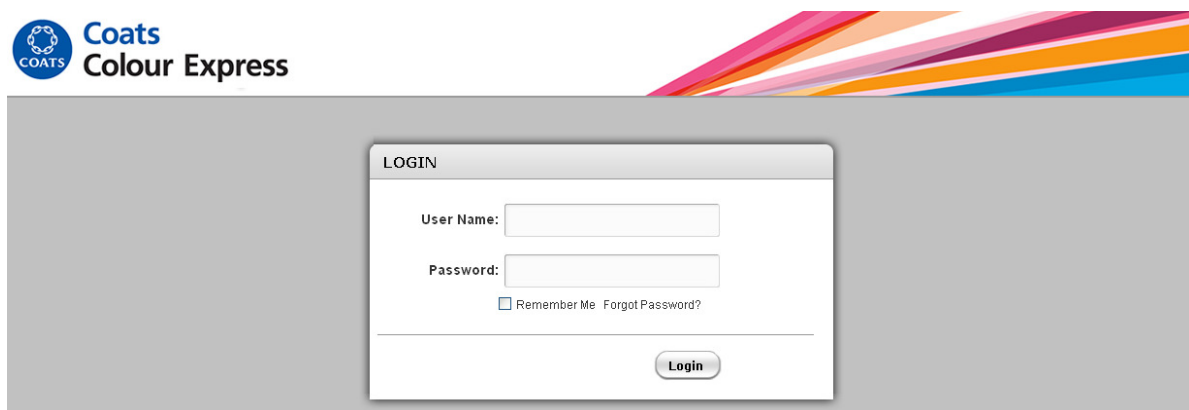 COATS
Coats
Colour Express
LOGIN
User Name:
Password:
Remember Me Forgot Password?
Login